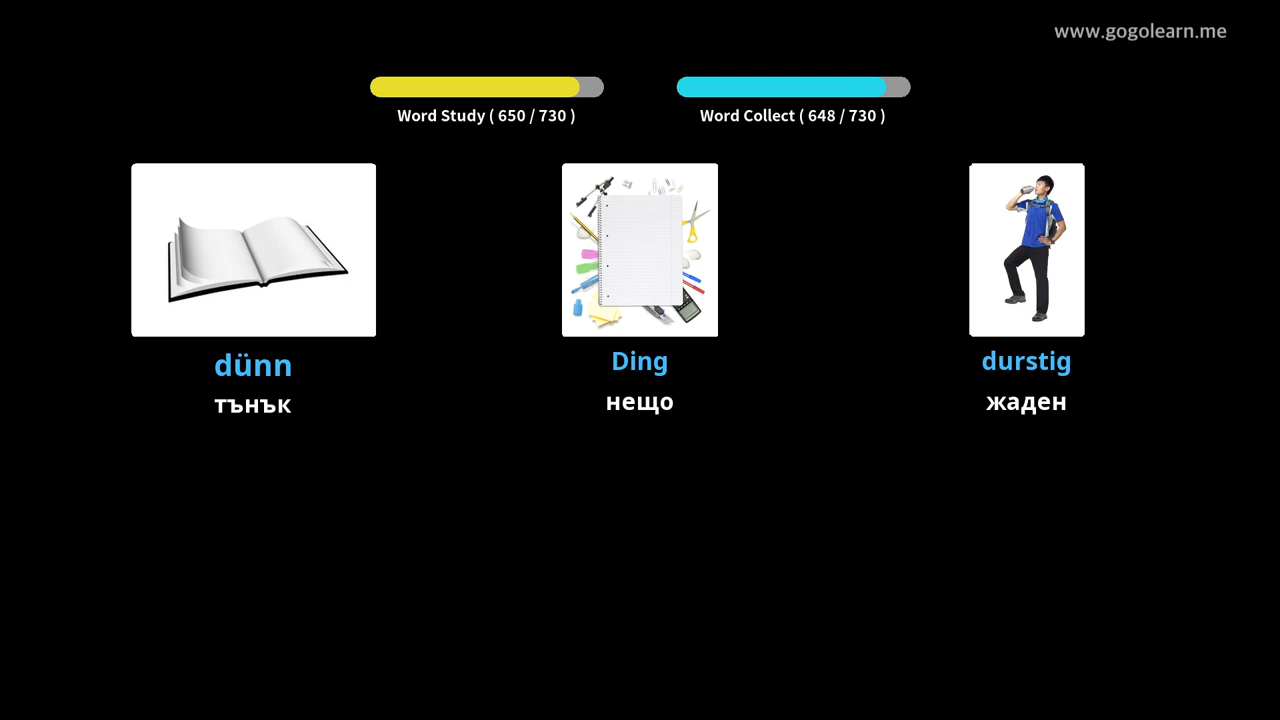 www.gogolearn.me
Word Study ( 650 / 730 )
Word Collect ( 648 / 730 )
dünn
тънък
Ding
нещо
durstig
жаден